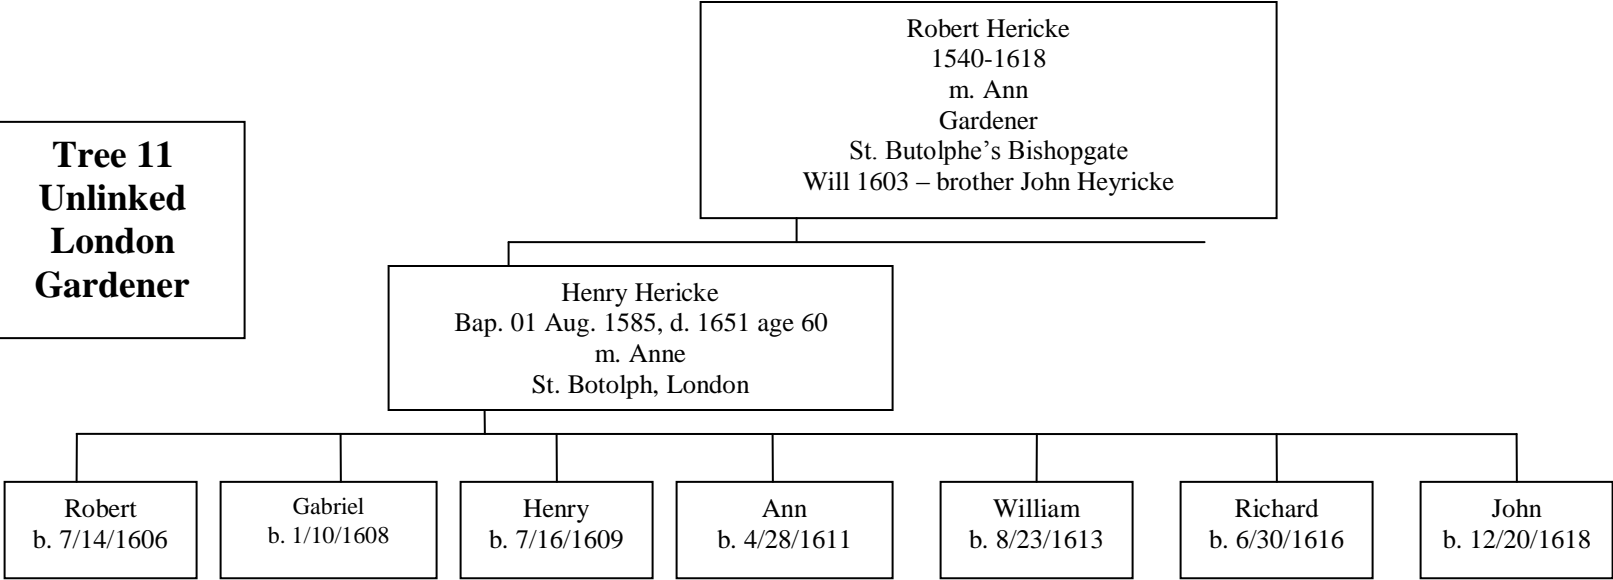 Robert Hericke
1540-1618
m. Ann
Gardener
St. Butolphe's Bishopgate
Will 1603 – brother John Heyricke
Tree 11
Unlinked
London
Gardener
Henry Hericke
Bap. 01 Aug. 1585, d. 1651 age 60
m. Anne
St. Botolph, London
Robert
b. 7/14/1606
Gabriel
b. 1/10/1608
Henry
b. 7/16/1609
Ann
b. 4/28/1611
William
b. 8/23/1613
Richard
b. 6/30/1616
John
b. 12/20/1618